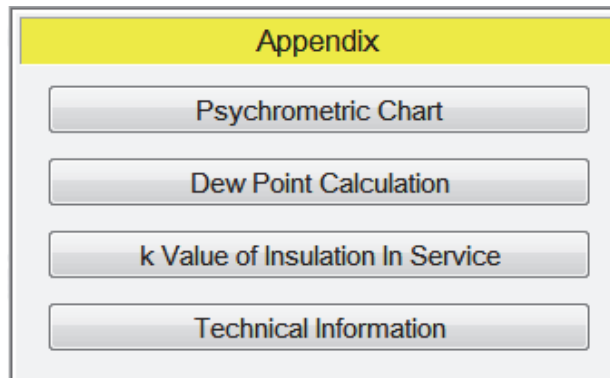 Appendix
Psychrometric Chart
Dew Point Calculation
k Value of Insulation In Service
Technical Information